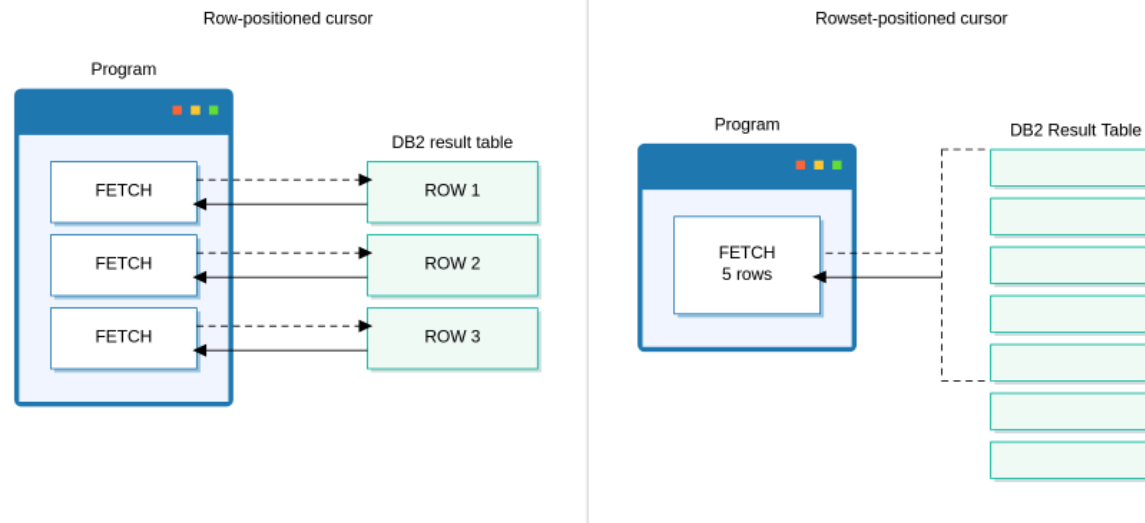 Row-positioned cursor
Program
DB2 result table
FETCH
ROW 1
FETCH
ROW 2
FETCH
ROW 3
Rowset-positioned cursor
Program
DB2 Result Table
FETCH
5 rows